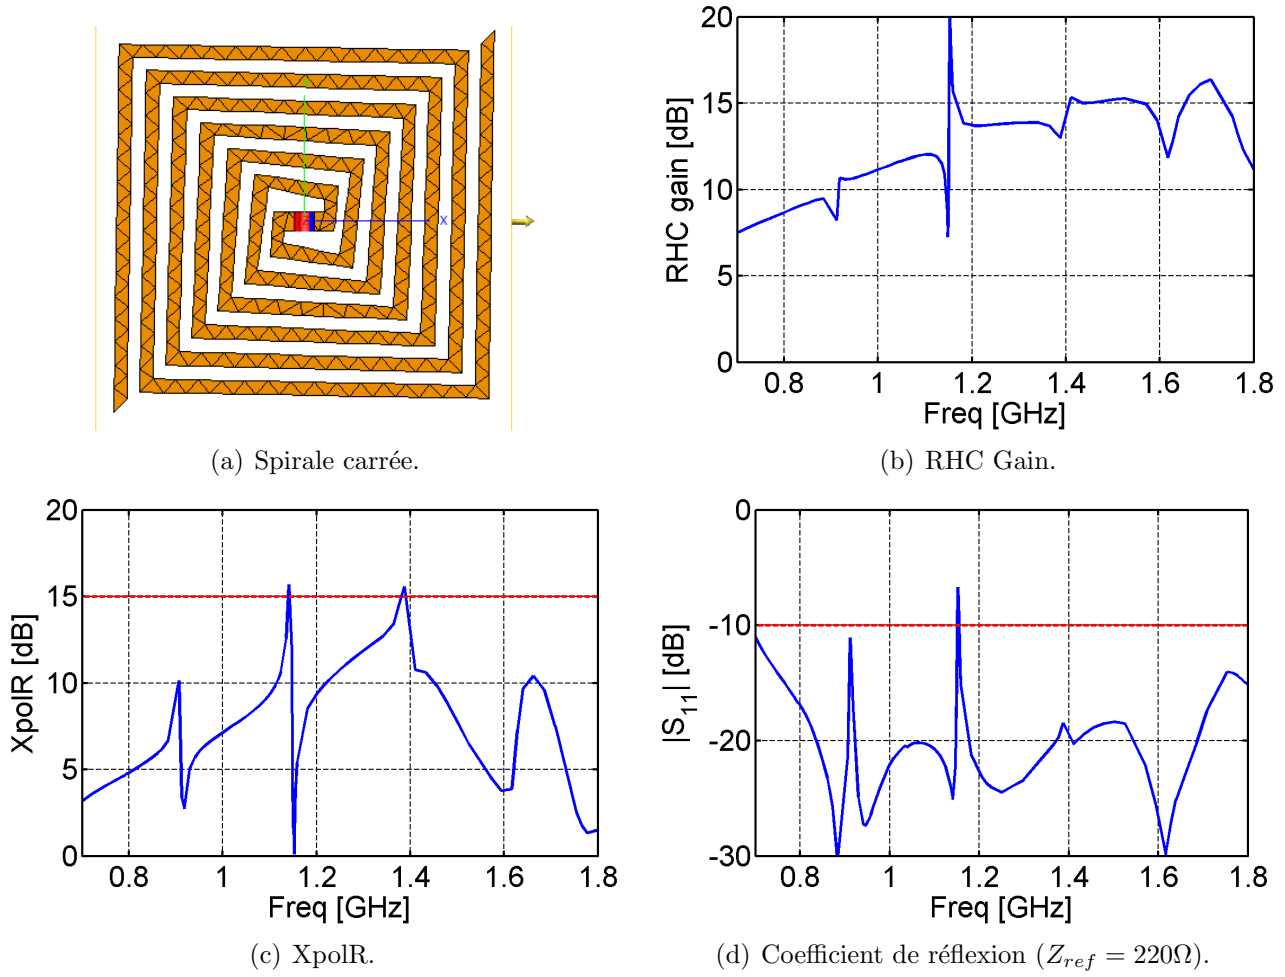 X
(a) Spirale carrée.
20
15
10
5
0
RHC gain [dB]
0.8 1 1.2 1.4 1.6 1.8
Freq [GHz]
(b) RHC Gain.
20
15
10
5
0
XpolR [dB]
0.8 1 1.2 1.4 1.6 1.8
Freq [GHz]
(c) XpolR.
0
-10
-20
-30
|S11| [dB]
0.8 1 1.2 1.4 1.6 1.8
Freq [GHz]
(d) Coefficient de réflexion (Zref = 220Ω).